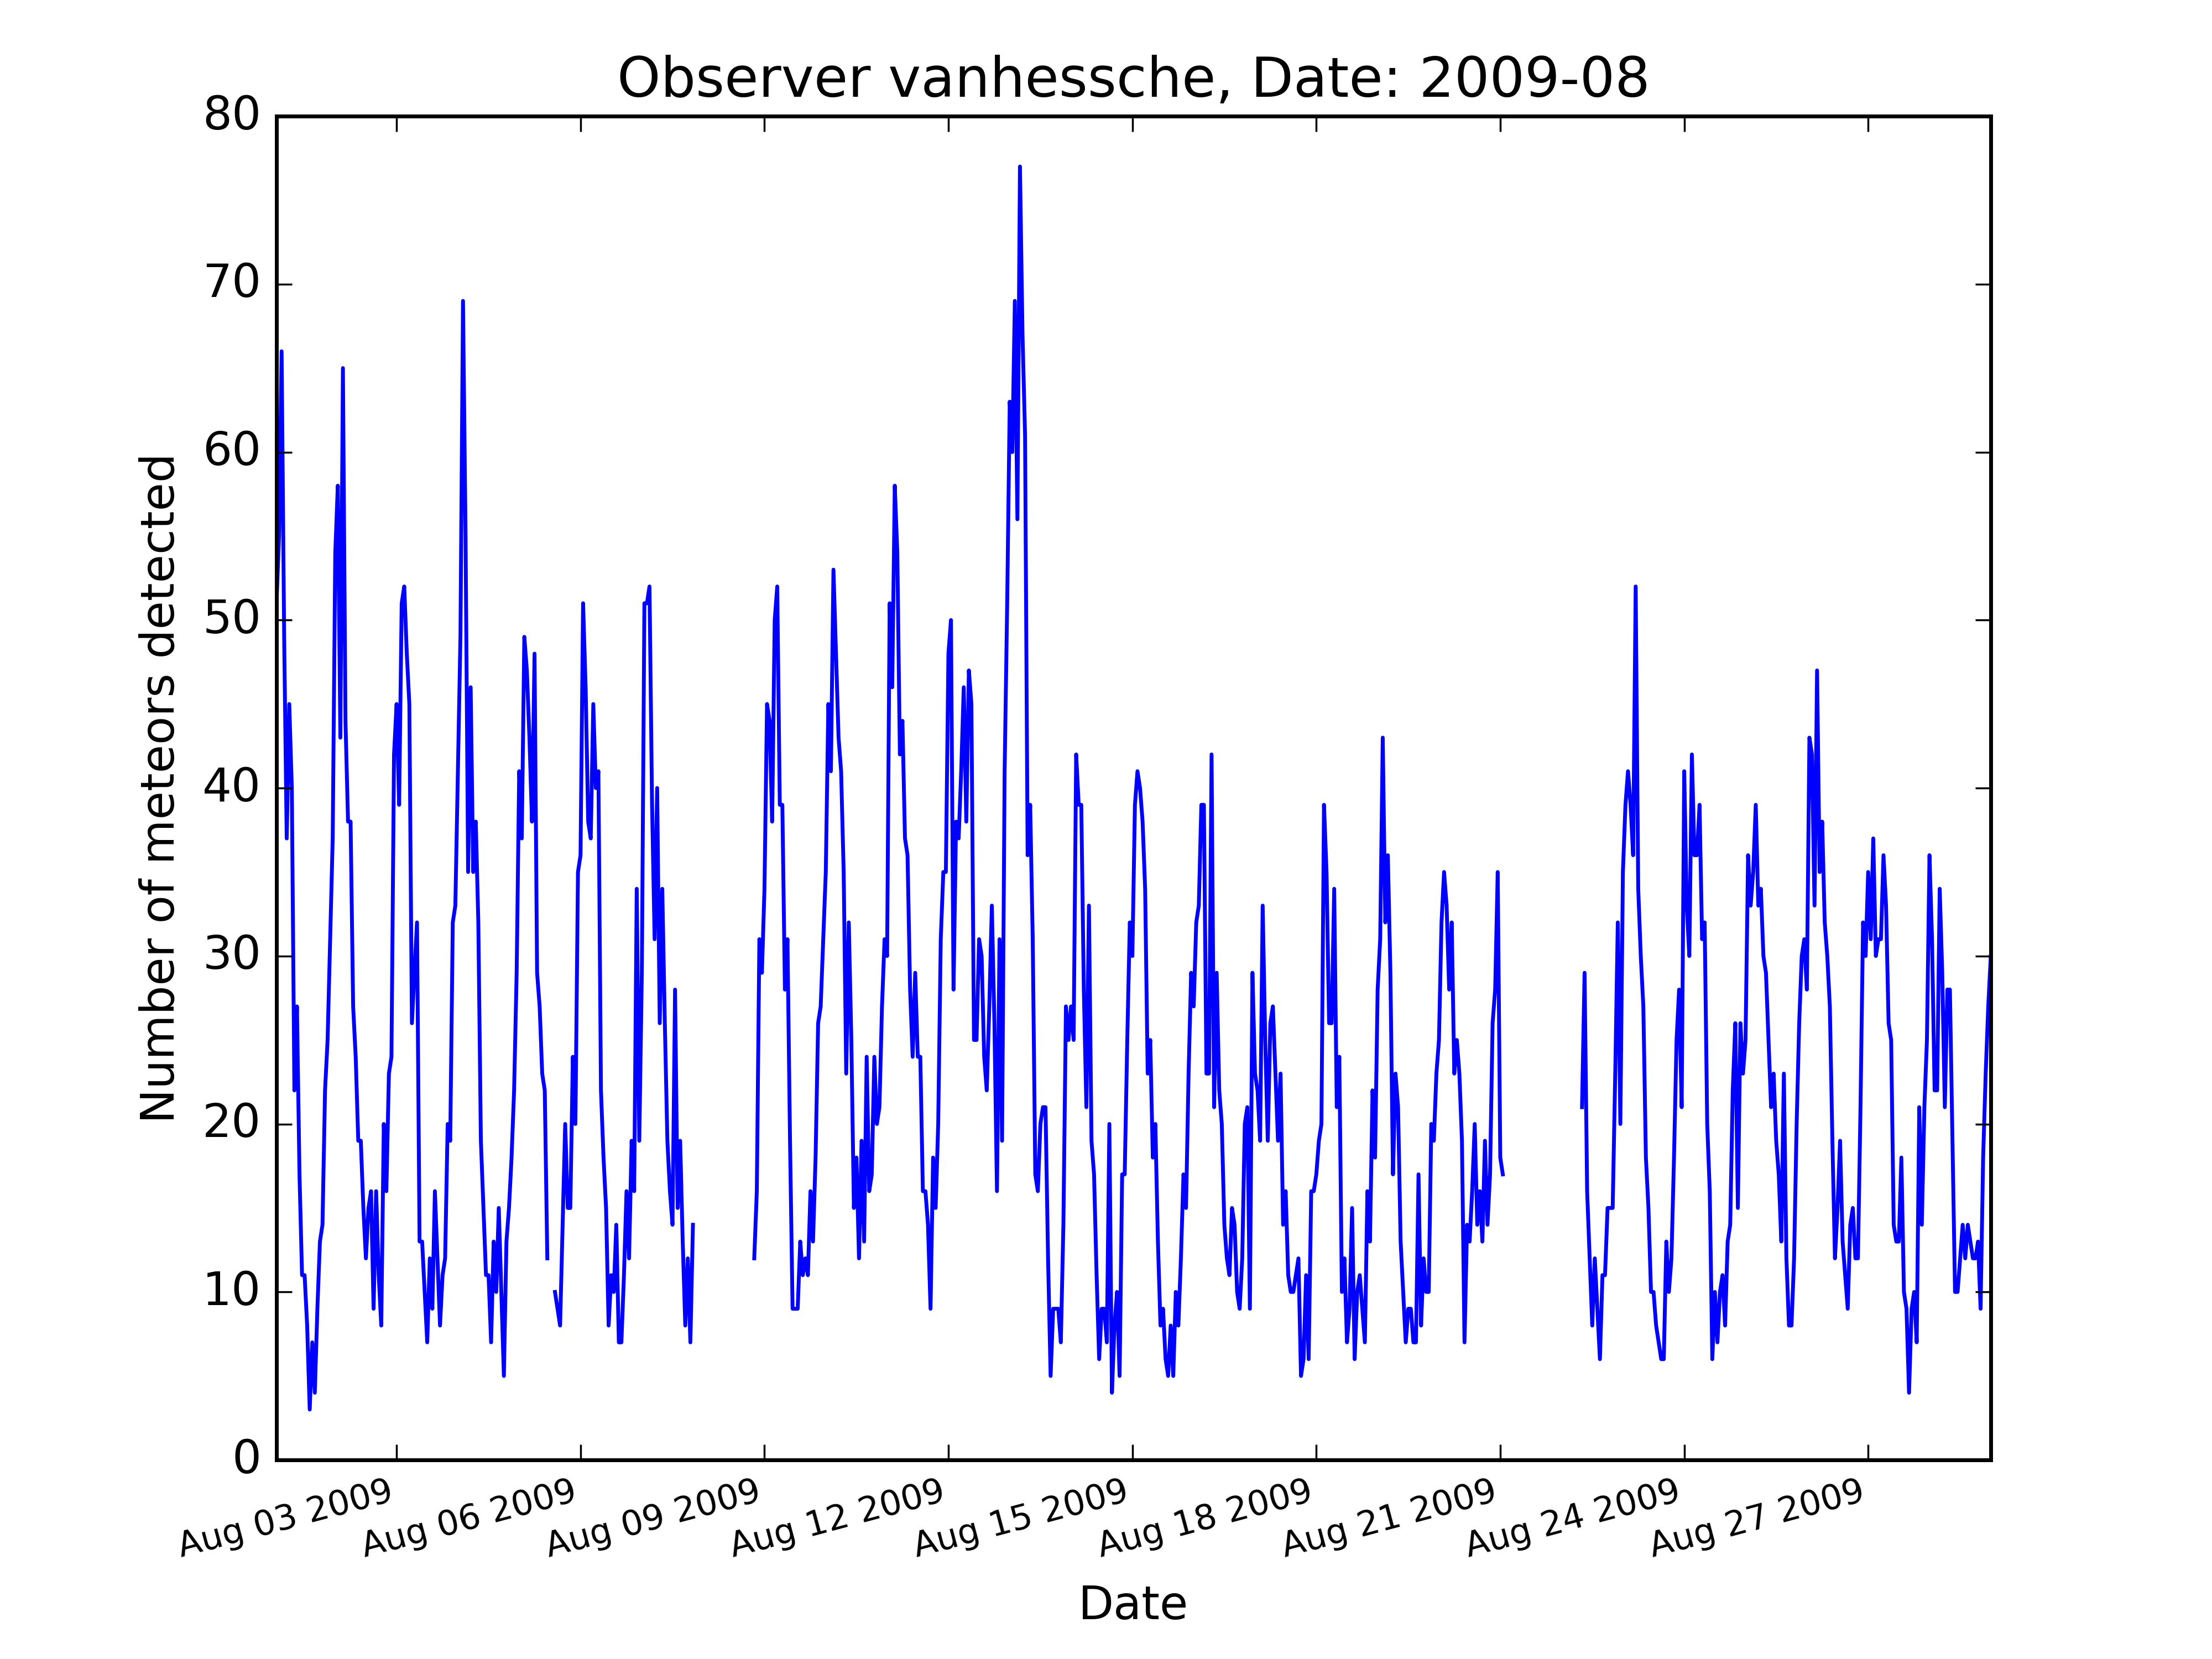 Observer vanhessche, Date: 2009-08
Number of meteors detected
80
70
60
50
40
30
20
10
0
Aug 03 2009
Aug 06 2009
Aug 09 2009
Aug 12 2009
Aug 15 2009
Aug 18 2009
Aug 21 2009
Aug 24 2009
Aug 27 2009
Date